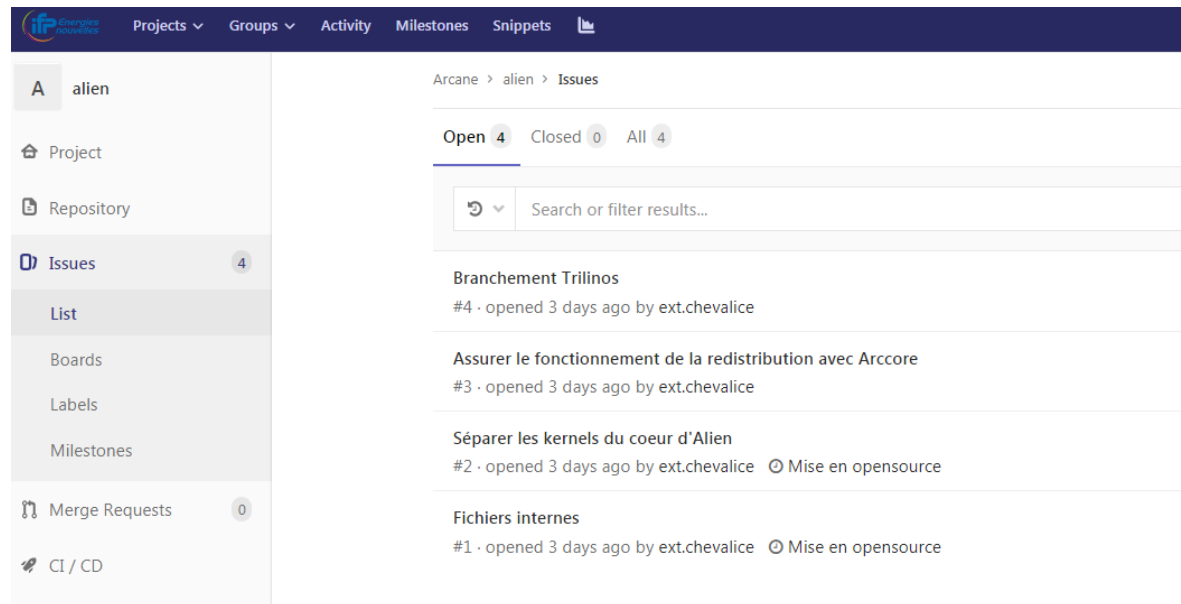 ifp Energies nouvelles Projects Groups Activity Milestones Snippets
A alien
Project
Repository
Issues 4
List
Boards
Labels
Milestones
Merge Requests 0
CI / CD
Arcane > alien > Issues
Open 4 Closed 0 All 4
Search or filter results...
Branchement Trilinos
#4 · opened 3 days ago by ext.chevalice
Assurer le fonctionnement de la redistribution avec Arccore
#3 · opened 3 days ago by ext.chevalice
Séparer les kernels du coeur d'Alien
#2 · opened 3 days ago by ext.chevalice Mise en opensource
Fichiers internes
#1 · opened 3 days ago by ext.chevalice Mise en opensource